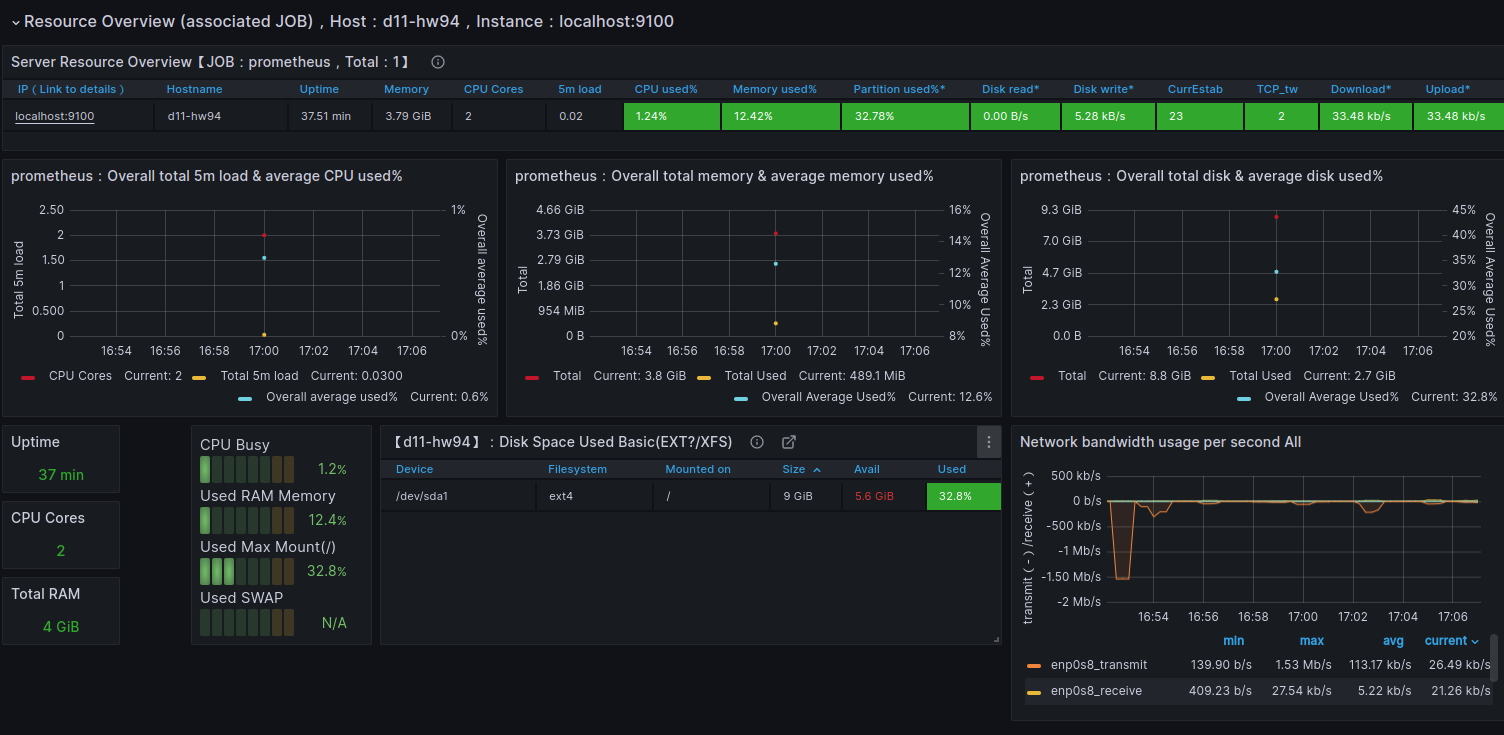 Resource Overview (associated JOB) , Host : d11-hw94 , Instance : localhost:9100
Server Resource Overview【JOB : prometheus , Total : 1】
IP ( Link to details ) Hostname Uptime Memory CPU Cores 5m load CPU used% Memory used% Partition used%* Disk read* Disk write* CurrEstab TCP_tw Download* Upload*
localhost:9100 d11-hw94 37.51 min 3.79 GiB 2 0.02 1.24% 12.42% 32.78% 0.00 B/s 5.28 kB/s 23 2 33.48 kb/s 33.48 kb/s
prometheus : Overall total 5m load & average CPU used%
2.50
2
1.50
1
0.500
0
1%
0%
Total 5m load
Overall average used%
16:54 16:56 16:58 17:00 17:02 17:04 17:06
CPU Cores Current: 2 Total 5m load Current: 0.0300
Overall average used% Current: 0.6%
prometheus : Overall total memory & average memory used%
4.66 GiB
3.73 GiB
2.79 GiB
1.86 GiB
954 MiB
0 B
16%
14%
12%
10%
8%
Total
Overall Average Used%
16:54 16:56 16:58 17:00 17:02 17:04 17:06
Total Current: 3.8 GiB Total Used Current: 489.1 MiB
Overall Average Used% Current: 12.6%
prometheus : Overall total disk & average disk used%
9.3 GiB
7.0 GiB
4.7 GiB
2.3 GiB
0.0 B
45%
40%
35%
30%
25%
20%
Total
Overall Average Used%
16:54 16:56 16:58 17:00 17:02 17:04 17:06
Total Current: 8.8 GiB Total Used Current: 2.7 GiB
Overall Average Used% Current: 32.8%
Uptime
37 min
CPU Cores
2
Total RAM
4 GiB
CPU Busy
1.2%
Used RAM Memory
12.4%
Used Max Mount(/)
32.8%
Used SWAP
N/A
【d11-hw94】 : Disk Space Used Basic(EXT?/XFS)
Device Filesystem Mounted on Size Avail Used
/dev/sda1 ext4 / 9 GiB 5.6 GiB 32.8%
Network bandwidth usage per second All
500 kb/s
0 b/s
-500 kb/s
-1 Mb/s
-1.50 Mb/s
-2 Mb/s
transmit ( - ) /receive ( + )
16:54 16:56 16:58 17:00 17:02 17:04 17:06
min max avg current
enp0s8_transmit 139.90 b/s 1.53 Mb/s 113.17 kb/s 26.49 kb/s
enp0s8_receive 409.23 b/s 27.54 kb/s 5.22 kb/s 21.26 kb/s